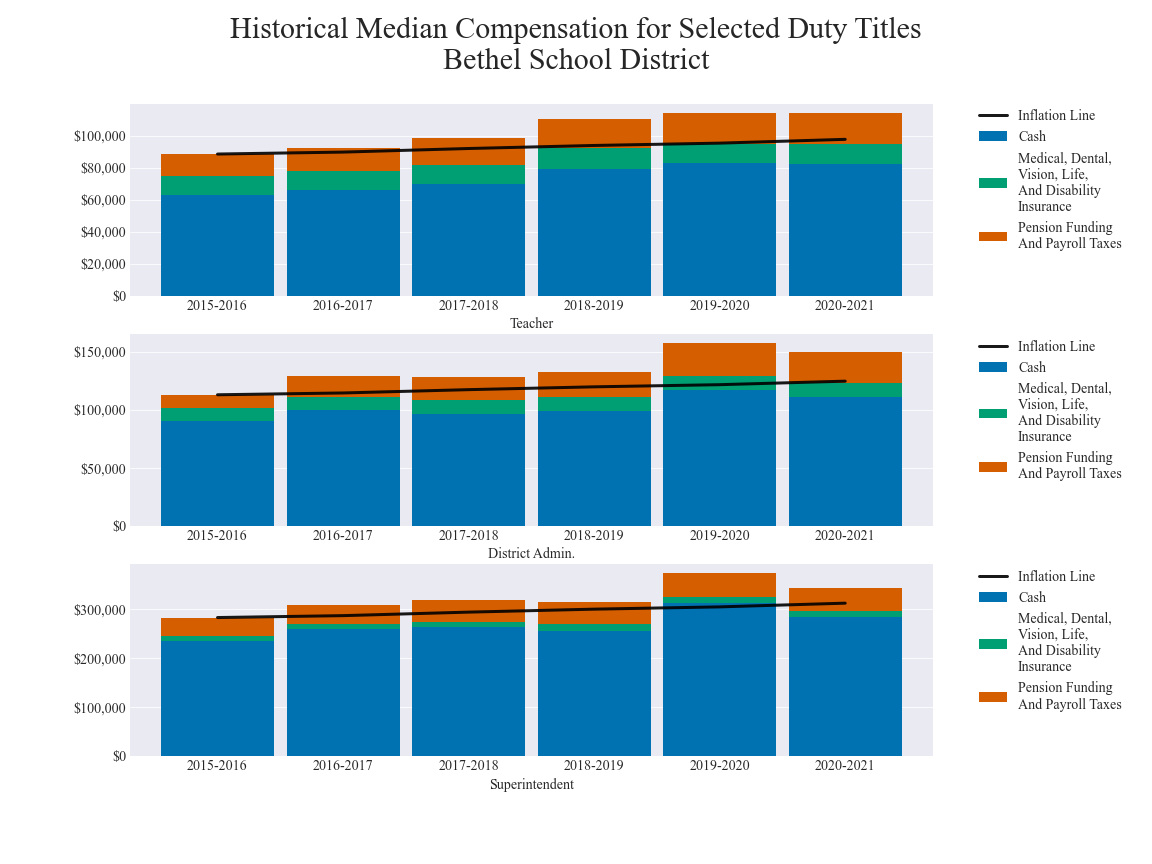 Historical Median Compensation for Selected Duty Titles
Bethel School District
$100,000
$80,000
$60,000
$40,000
$20,000
$0
2015-2016 2016-2017 2017-2018 2018-2019 2019-2020 2020-2021
Teacher
Inflation Line
Cash
Medical, Dental,
Vision, Life,
And Disability
Insurance
Pension Funding
And Payroll Taxes
$150,000
$100,000
$50,000
$0
2015-2016 2016-2017 2017-2018 2018-2019 2019-2020 2020-2021
District Admin.
Inflation Line
Cash
Medical, Dental,
Vision, Life,
And Disability
Insurance
Pension Funding
And Payroll Taxes
$300,000
$200,000
$100,000
$0
2015-2016 2016-2017 2017-2018 2018-2019 2019-2020 2020-2021
Superintendent
Inflation Line
Cash
Medical, Dental,
Vision, Life,
And Disability
Insurance
Pension Funding
And Payroll Taxes